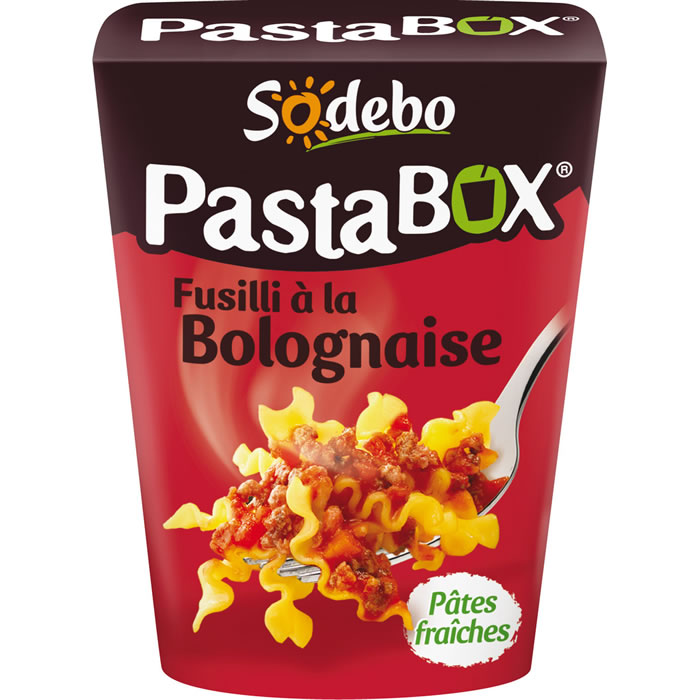 PastaBOX®
Sodebo
PastaBOX®
Fusilli à la
Bolognaise
Pâtes
fraîches